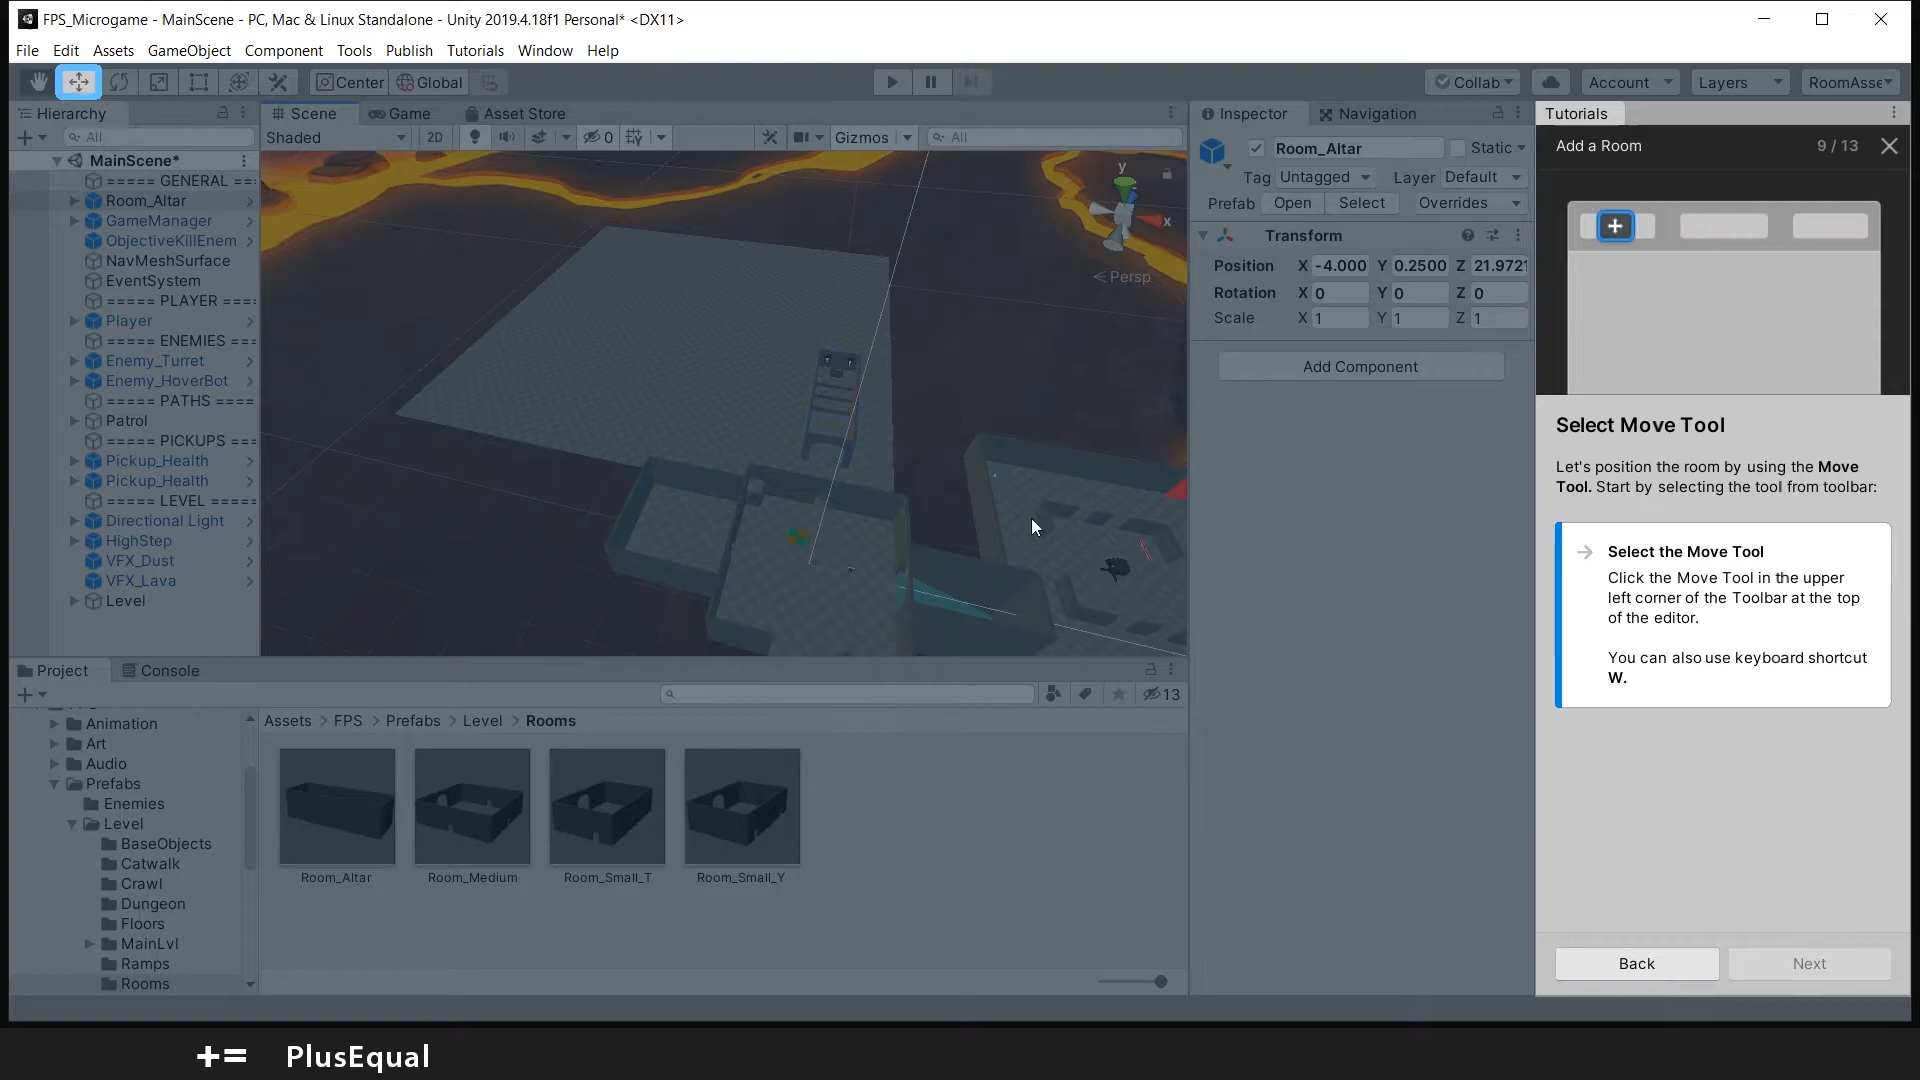 FPS_Microgame - MainScene - PC, Mac & Linux Standalone - Unity 2019.4.18f1 Personal* <DX11>
File Edit Assets GameObject Component Tools Publish Tutorials Window Help
Center Global Collab Account Layers RoomAsse
Hierarchy
All
MainScene*
===== GENERAL ==
Room_Altar
GameManager
ObjectiveKillEnem
NavMeshSurface
EventSystem
===== PLAYER ====
Player
===== ENEMIES ===
Enemy_Turret
Enemy_HoverBot
===== PATHS ====
Patrol
===== PICKUPS ===
Pickup_Health
Pickup_Health
===== LEVEL =====
Directional Light
HighStep
VFX_Dust
VFX_Lava
Level
Scene Game Asset Store
Shaded 2D 0 Gizmos All
y
x
Persp
Inspector Navigation
Room_Altar Static
Tag Untagged Layer Default
Prefab Open Select Overrides
Transform
Position X -4.000 Y 0.2500 Z 21.9721
Rotation X 0 Y 0 Z 0
Scale X 1 Y 1 Z 1
Add Component
Tutorials
Add a Room 9 / 13
Select Move Tool
Let's position the room by using the Move
Tool. Start by selecting the tool from toolbar:
Select the Move Tool
Click the Move Tool in the upper
left corner of the Toolbar at the top
of the editor.
You can also use keyboard shortcut
W.
Back Next
Project Console
13
Animation
Art
Audio
Prefabs
Enemies
Level
BaseObjects
Catwalk
Crawl
Dungeon
Floors
MainLvl
Ramps
Rooms
Assets > FPS > Prefabs > Level > Rooms
Room_Altar Room_Medium Room_Small_T Room_Small_Y
+= PlusEqual